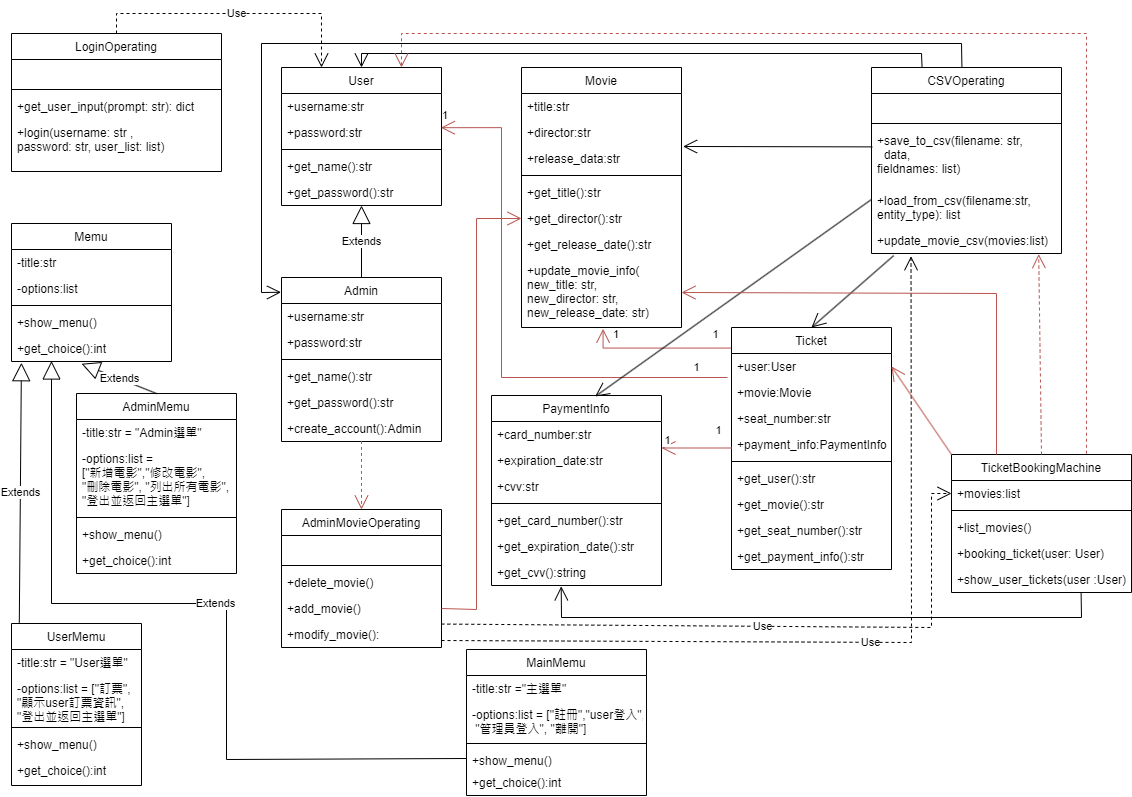 Use
LoginOperating
+get_user_input(prompt: str): dict
+login(username: str ,
password: str, user_list: list)
User
+username:str
+password:str
+get_name():str
+get_password():str
1
Movie
+title:str
+director:str
+release_data:str
+get_title():str
+get_director():str
+get_release_date():str
+update_movie_info(
new_title: str,
new_director: str,
new_release_date: str)
CSVOperating
+save_to_csv(filename: str,
data,
fieldnames: list)
+load_from_csv(filename:str,
entity_type): list
+update_movie_csv(movies:list)
Memu
-title:str
-options:list
+show_menu()
+get_choice():int
Extends
Admin
+username:str
+password:str
+get_name():str
+get_password():str
+create_account():Admin
1
1
1
Ticket
+user:User
+movie:Movie
+seat_number:str
+payment_info:PaymentInfo
+get_user():str
+get_movie():str
+get_seat_number():str
+get_payment_info():str
Extends
AdminMemu
-title:str = "Admin選單"
-options:list =
["新增電影","修改電影",
"刪除電影", "列出所有電影",
"登出並返回主選單"]
+show_menu()
+get_choice():int
PaymentInfo
+card_number:str
+expiration_date:str
+cvv:str
+get_card_number():str
+get_expiration_date():str
+get_cvv():string
1
1
TicketBookingMachine
+movies:list
+list_movies()
+booking_ticket(user: User)
+show_user_tickets(user :User)
Extends
AdminMovieOperating
+delete_movie()
+add_movie()
+modify_movie():
Extends
Use
Use
UserMemu
-title:str = "User選單"
-options:list = ["訂票",
"顯示user訂票資訊",
"登出並返回主選單"]
+show_menu()
+get_choice():int
MainMemu
-title:str ="主選單"
-options:list = ["註冊","user登入"
"管理員登入", "離開"]
+show_menu()
+get_choice():int